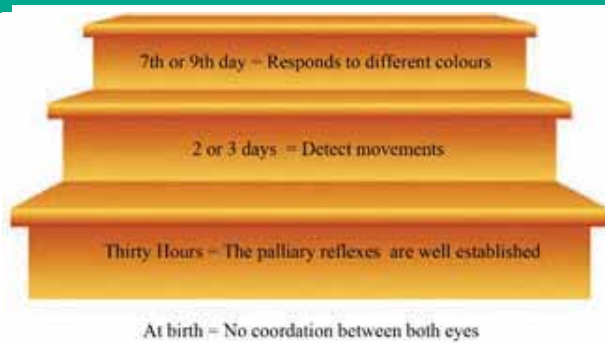 7th or 9th day = Responds to different colours
2 or 3 days = Detect movements
Thirty Hours = The palliary reflexes are well established
At birth = No coordation between both eyes